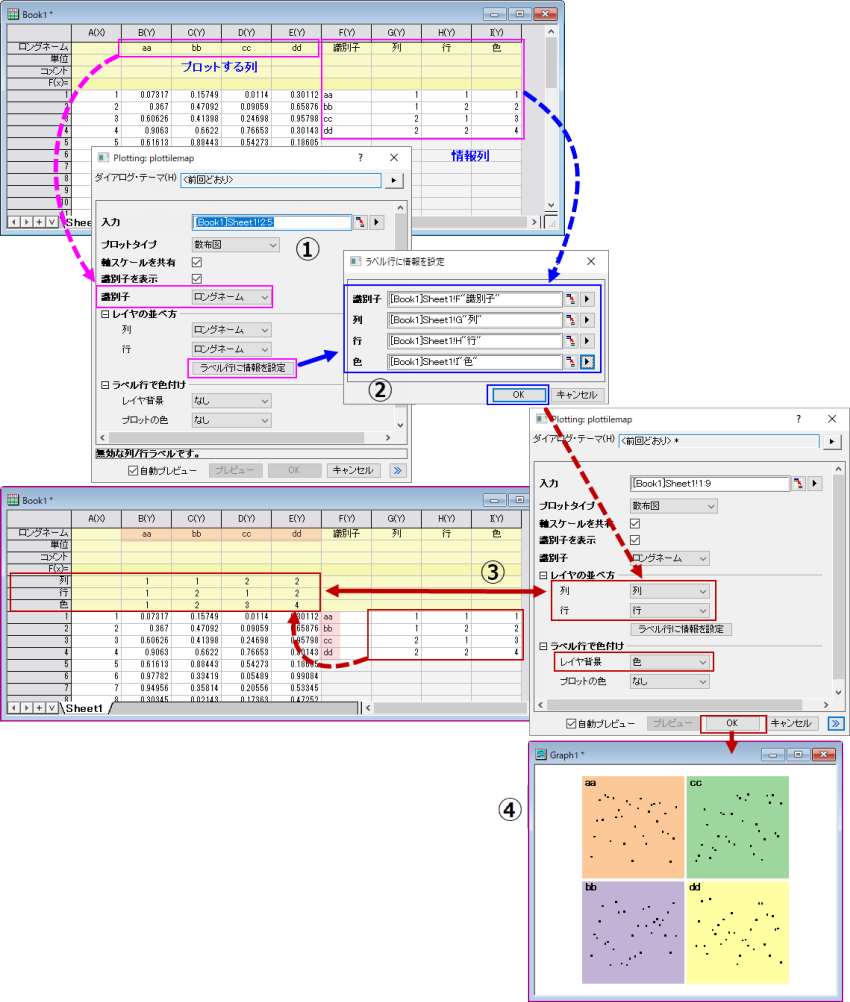 Book1 *
A(X) B(Y) C(Y) D(Y) E(Y) F(Y) G(Y) H(Y) I(Y)
ロングネーム aa bb cc dd 識別子 列 行 色
単位
プロットする列
コメント
F(x)=
1 1 0.07317 0.15749 0.0114 0.30112 aa 1 1 1
2 2 0.367 0.47092 0.09059 0.65876 bb 1 2 2
3 3 0.60626 0.41398 0.24698 0.95798 cc 2 1 3
4 4 0.9063 0.6622 0.76653 0.30143 dd 2 2 4
5 5 0.61613 0.88443 0.54273 0.18605
6
情報列
7
8
9
10
Sheet
Plotting: plottilemap ? ×
ダイアログ・テーマ(H) <前回どおり>
入力 [Book1]Sheet1!2:5
プロットタイプ 散布図
①
軸スケールを共有
識別子を表示
識別子 ロングネーム
レイヤの並べ方
列 ロングネーム
行 ロングネーム
ラベル行に情報を設定
ラベル行で色付け
レイヤ背景 なし
プロットの色 なし
無効な列/行ラベルです。
自動プレビュー プレビュー OK キャンセル
ラベル行に情報を設定
識別子 [Book1]Sheet1!F"識別子"
列 [Book1]Sheet1!G"列"
行 [Book1]Sheet1!H"行"
色 [Book1]Sheet1!I"色"
②
OK キャンセル
Plotting: plottilemap ? ×
ダイアログ・テーマ(H) <前回どおり> *
入力 [Book1]Sheet1!1:9
プロットタイプ 散布図
軸スケールを共有
識別子を表示
識別子 ロングネーム
レイヤの並べ方
列 列
行 行
ラベル行に情報を設定
ラベル行で色付け
レイヤ背景 色
プロットの色 なし
自動プレビュー プレビュー OK キャンセル
Book1 *
A(X) B(Y) C(Y) D(Y) E(Y) F(Y) G(Y) H(Y) I(Y)
ロングネーム aa bb cc dd 識別子 列 行 色
単位
コメント
F(x)=
③
列 1 1 2 2
行 1 2 1 2
色 1 2 3 4
1 1 0.07317 0.15749 0.0114 0.30112 aa 1 1 1
2 2 0.367 0.47092 0.09059 0.65876 bb 1 2 2
3 3 0.60626 0.41398 0.24698 0.95798 cc 2 1 3
4 4 0.9063 0.6622 0.76653 0.30143 dd 2 2 4
5 5 0.61613 0.88443 0.54273 0.18605
6 6 0.97782 0.33419 0.05489 0.99084
7 7 0.94956 0.35814 0.20556 0.53345
8 8 0.30345 0.02143 0.17363 0.47252
Sheet1
Graph1 *
④
aa cc
bb dd